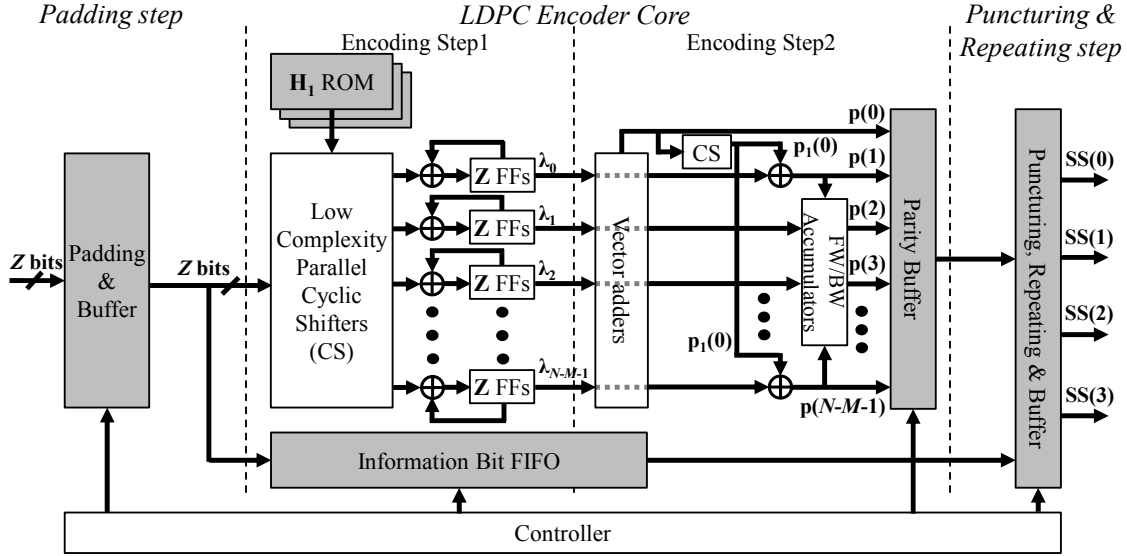 Padding step
LDPC Encoder Core
Puncturing &
Repeating step
Encoding Step1
Encoding Step2
H₁ ROM
Z bits
Padding
&
Buffer
Z bits
Low
Complexity
Parallel
Cyclic
Shifters
(CS)
Z FFs
λ₀
Z FFs
λ₁
Z FFs
λ₂
Z FFs
λN-M-1
Vector adders
CS
p₁(0)
p₁(0)
FW/BW
Accumulators
p(0)
p(1)
p(2)
p(3)
p(N-M-1)
Parity Buffer
Puncturing, Repeating
& Buffer
SS(0)
SS(1)
SS(2)
SS(3)
Information Bit FIFO
Controller